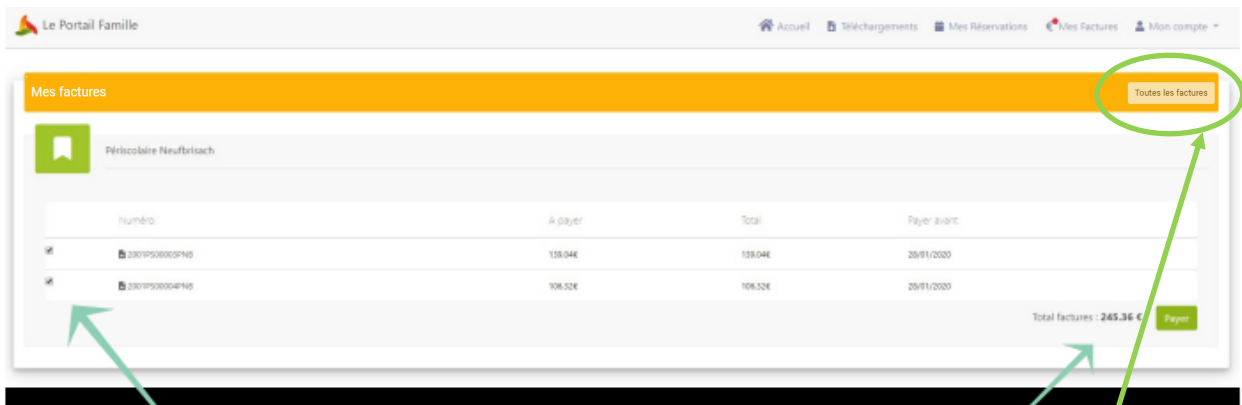 Le Portail Famille
Accueil Téléchargements Mes Réservations Mes Factures Mon compte
Mes factures Toutes les factures
Périscolaire Neufbrisach
Numéro A payer Total Payer avant
139.04€ 139.04€ 28/01/2020
106.32€ 106.32€ 28/01/2020
Total factures : 245.36 € Payer